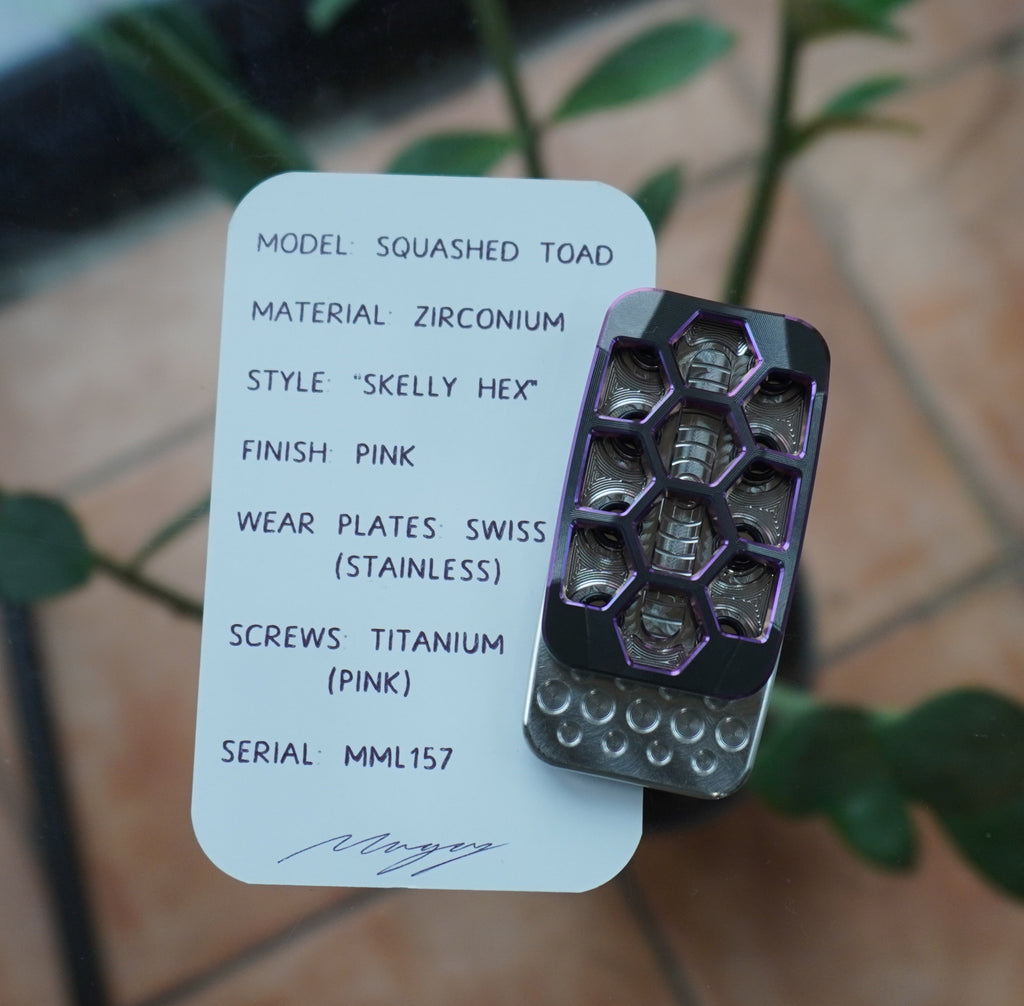 MODEL: SQUASHED TOAD
MATERIAL: ZIRCONIUM
STYLE: "SKELLY HEX"
FINISH: PINK
WEAR PLATES: SWISS
(STAINLESS)
SCREWS: TITANIUM
(PINK)
SERIAL: MML157